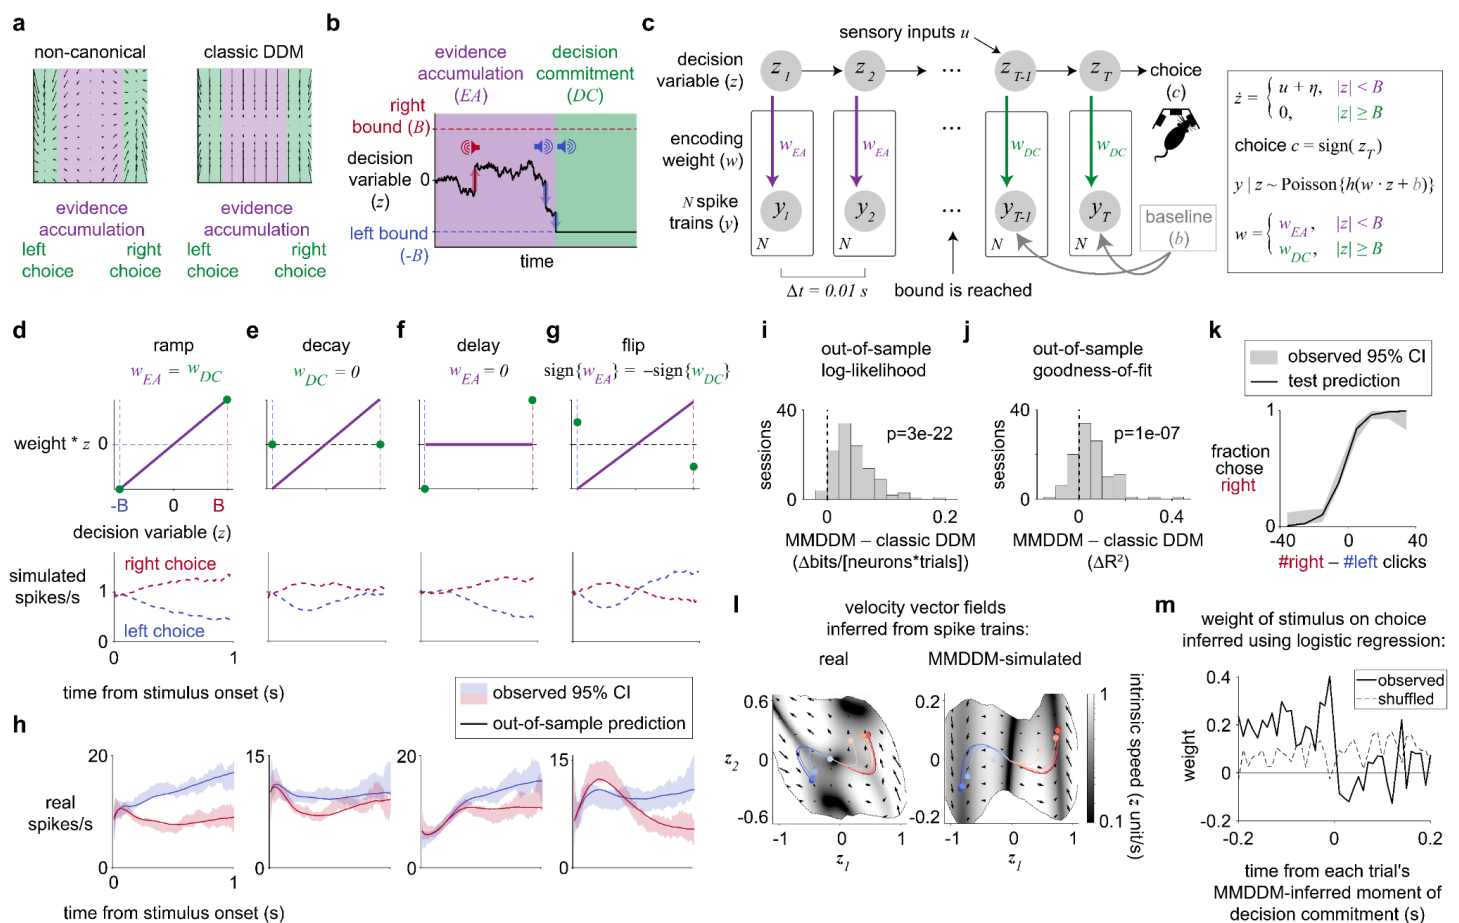 a
non-canonical
classic DDM
evidence
accumulation
left
choice
right
choice
evidence
accumulation
left
choice
right
choice
b
evidence
accumulation
(EA)
decision
commitment
(DC)
right
bound (B)
decision
variable 0
(z)
left bound
(-B)
time
c
sensory inputs u
decision
variable (z)
z1
z2
...
zT-1
zT
choice
(c)
encoding
weight (w)
wEA
wEA
...
wDC
wDC
N spike
trains (y)
y1
y2
...
yT-1
yT
N
N
N
N
baseline
(b)
Δt = 0.01 s
bound is reached
ż = { u + η, |z| < B
0, |z| ≥ B
choice c = sign( zT)
y | z ~ Poisson{h(w · z + b)}
w = { wEA, |z| < B
wDC, |z| ≥ B
d
ramp
wEA = wDC
weight * z 0
-B 0 B
decision variable (z)
e
decay
wDC = 0
f
delay
wEA = 0
g
flip
sign{wEA} = −sign{wDC}
simulated
spikes/s
right choice
left choice
1
0
0 1
time from stimulus onset (s)
observed 95% CI
out-of-sample prediction
h
real
spikes/s
20
0
15
0
20
0
15
0
0 1
time from stimulus onset (s)
i
out-of-sample
log-likelihood
p=3e-22
sessions
40
0
0 0.2
MMDDM − classic DDM
(Δbits/[neurons*trials])
j
out-of-sample
goodness-of-fit
p=1e-07
sessions
40
0
0 0.4
MMDDM − classic DDM
(ΔR²)
k
observed 95% CI
test prediction
fraction
chose
right
1
0
-40 0 40
#right − #left clicks
l
velocity vector fields
inferred from spike trains:
real
MMDDM-simulated
z2
0.6
0
-0.6
-1 0 1
z1
0.2
0
-0.2
-1 0 1
z1
1
0.1
intrinsic speed (z unit/s)
m
weight of stimulus on choice
inferred using logistic regression:
observed
shuffled
weight
0.4
0.2
0
-0.2
-0.2 0 0.2
time from each trial's
MMDDM-inferred moment of
decision commitment (s)